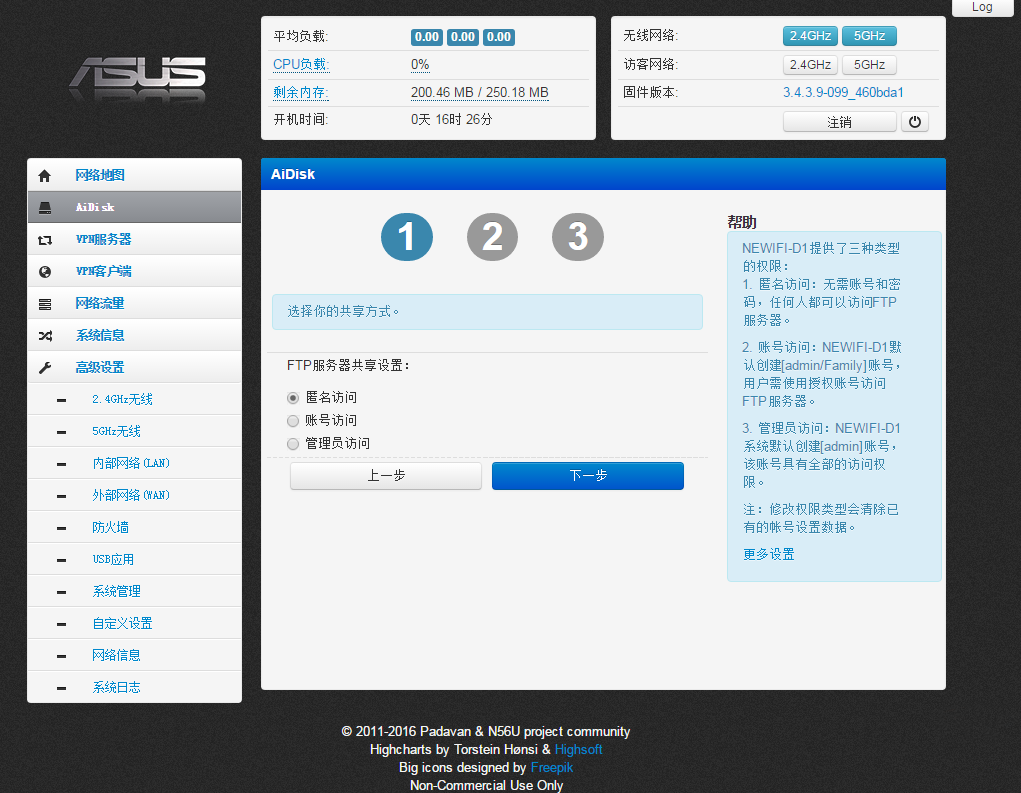 Log
ASUS
平均负载: 0.00 0.00 0.00
CPU负载: 0%
剩余内存: 200.46 MB / 250.18 MB
开机时间: 0天 16时 26分
无线网络: 2.4GHz 5GHz
访客网络: 2.4GHz 5GHz
固件版本: 3.4.3.9-099_460bda1
注销
网络地图
AiDisk
VPN服务器
VPN客户端
网络流量
系统信息
高级设置
2.4GHz无线
5GHz无线
内部网络(LAN)
外部网络(WAN)
防火墙
USB应用
系统管理
自定义设置
网络信息
系统日志
AiDisk
1 2 3
选择你的共享方式。
FTP服务器共享设置：
匿名访问
账号访问
管理员访问
上一步 下一步
帮助
NEWIFI-D1提供了三种类型
的权限：
1. 匿名访问：无需账号和密
码，任何人都可以访问FTP
服务器。
2. 账号访问：NEWIFI-D1默
认创建[admin/Family]账号，
用户需使用授权账号访问
FTP服务器。
3. 管理员访问：NEWIFI-D1
系统默认创建[admin]账号，
该账号具有全部的访问权
限。
注：修改权限类型会清除已
有的帐号设置数据。
更多设置
© 2011-2016 Padavan & N56U project community
Highcharts by Torstein Hønsi & Highsoft
Big icons designed by Freepik
Non-Commercial Use Only